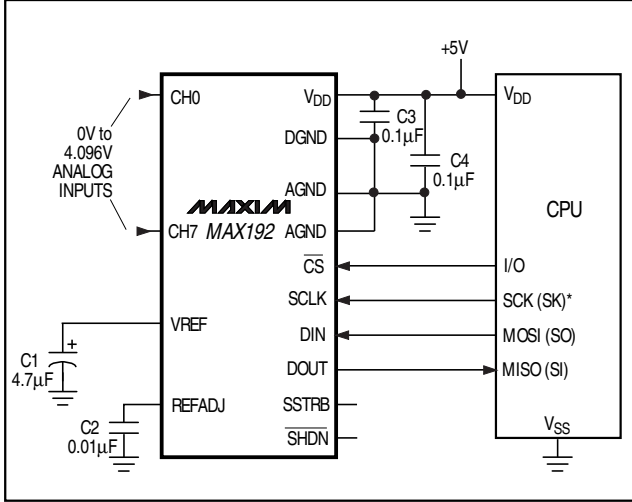 +5V
CH0
VDD
VDD
0V to
4.096V
ANALOG
INPUTS
C3
0.1µF
DGND
C4
0.1µF
AGND
MAXIM
CPU
CH7 MAX192 AGND
CS
I/O
SCLK
SCK (SK)*
VREF
DIN
MOSI (SO)
C1
4.7µF
+
DOUT
MISO (SI)
REFADJ
SSTRB
C2
0.01µF
SHDN
VSS